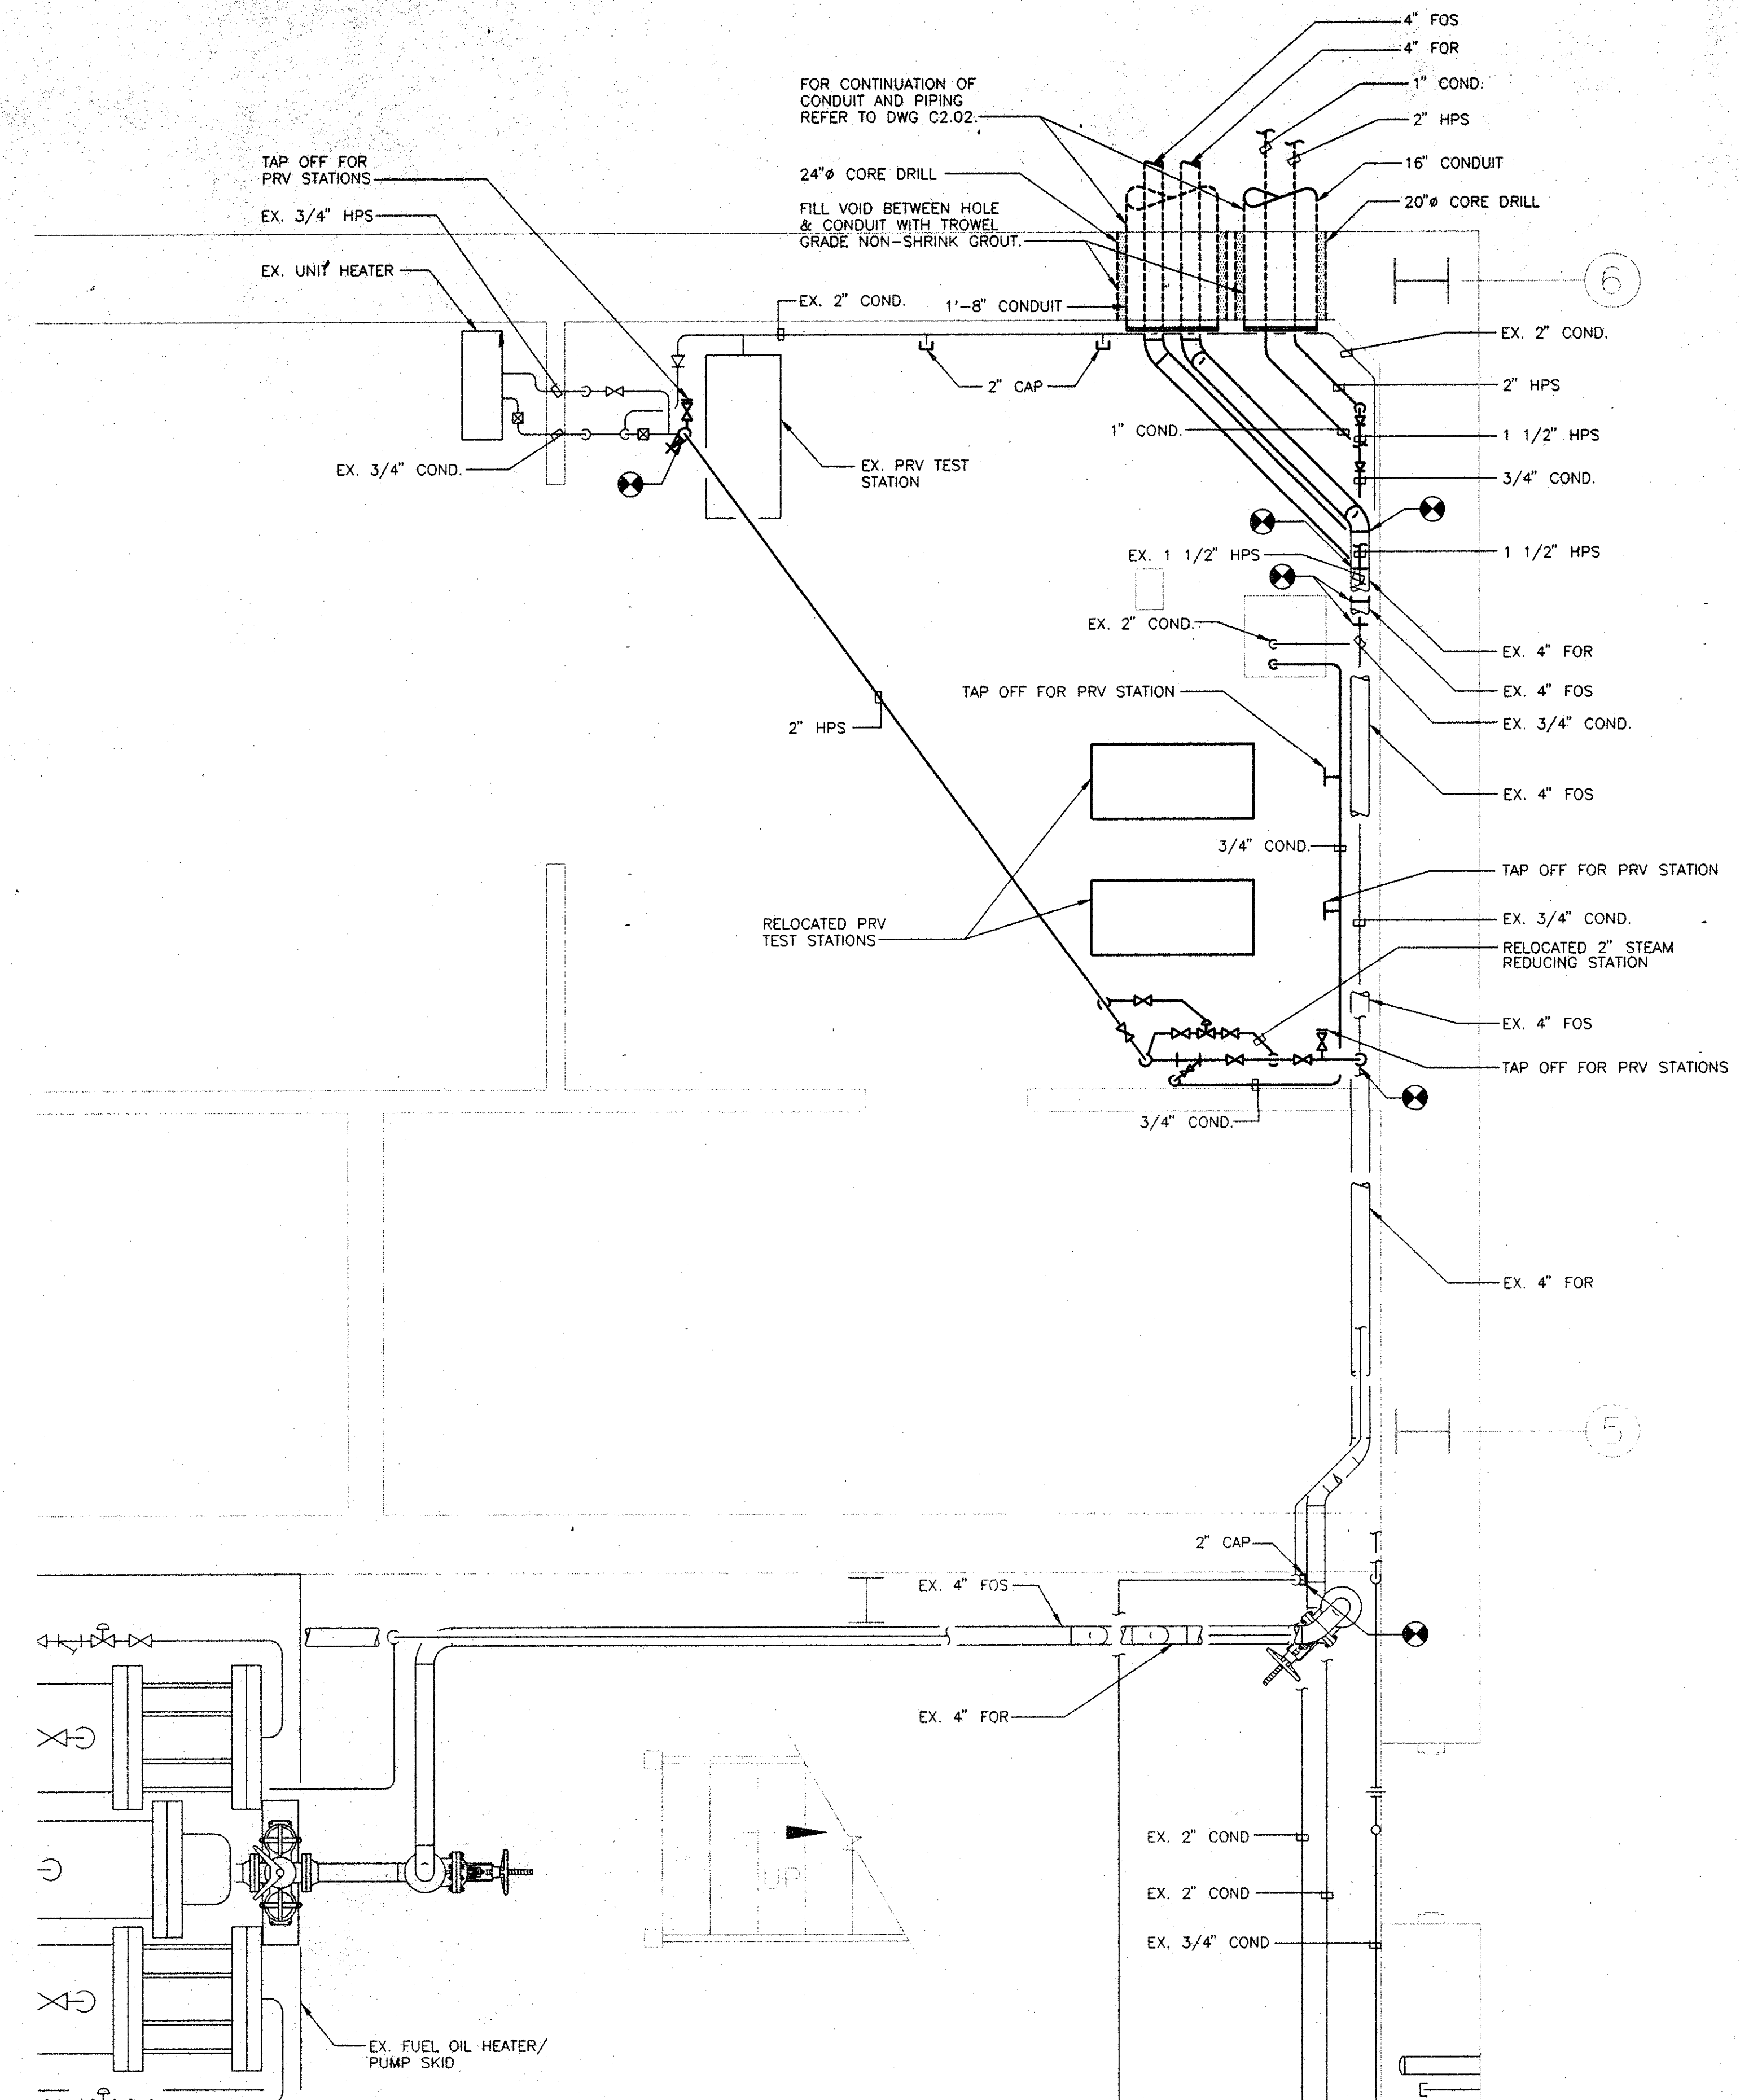 4" FOS
4" FOR
FOR CONTINUATION OF
CONDUIT AND PIPING
REFER TO DWG C2.02.
1" COND.
2" HPS
TAP OFF FOR
PRV STATIONS
24"ø CORE DRILL
16" CONDUIT
EX. 3/4" HPS
FILL VOID BETWEEN HOLE
& CONDUIT WITH TROWEL
GRADE NON-SHRINK GROUT.
20"ø CORE DRILL
EX. UNIT HEATER
6
EX. 2" COND.
1'-8" CONDUIT
EX. 2" COND.
2" CAP
2" HPS
1" COND.
1 1/2" HPS
EX. 3/4" COND.
EX. PRV TEST
STATION
3/4" COND.
EX. 1 1/2" HPS
1 1/2" HPS
EX. 2" COND.
EX. 4" FOR
TAP OFF FOR PRV STATION
EX. 4" FOS
2" HPS
EX. 3/4" COND.
EX. 4" FOS
3/4" COND.
TAP OFF FOR PRV STATION
RELOCATED PRV
TEST STATIONS
EX. 3/4" COND.
RELOCATED 2" STEAM
REDUCING STATION
EX. 4" FOS
TAP OFF FOR PRV STATIONS
3/4" COND.
EX. 4" FOR
5
2" CAP
EX. 4" FOS
EX. 4" FOR
UP
EX. 2" COND
EX. 2" COND
EX. 3/4" COND
EX. FUEL OIL HEATER/
PUMP SKID